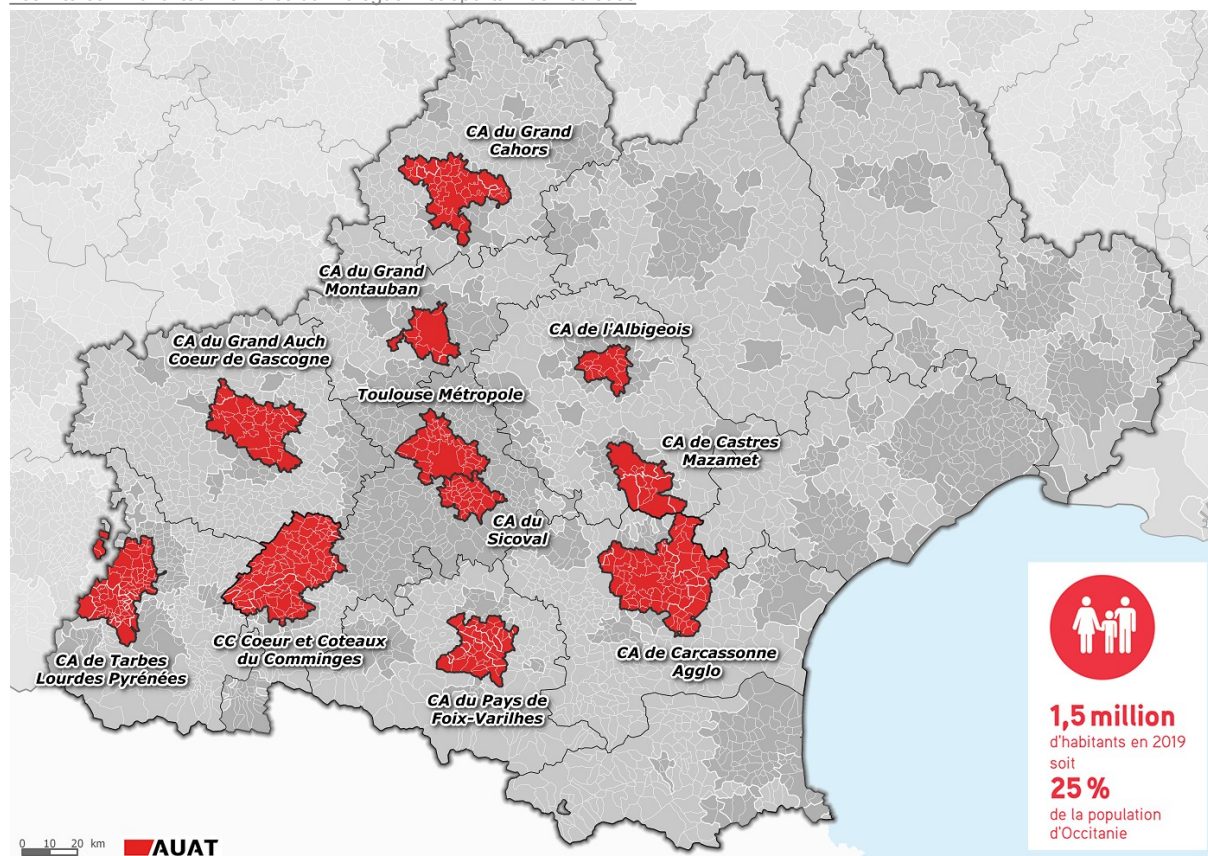 CA du Grand
Cahors
CA du Grand
Montauban
CA du Grand Auch
Coeur de Gascogne
CA de l'Albigeois
Toulouse Métropole
CA de Castres
Mazamet
CA du
Sicoval
CA de Tarbes
Lourdes Pyrénées
CC Coeur et Coteaux
du Comminges
CA du Pays de
Foix-Varilhes
CA de Carcassonne
Agglo
1,5 million
d'habitants en 2019
soit
25 %
de la population
d'Occitanie
0 10 20 km
AUAT